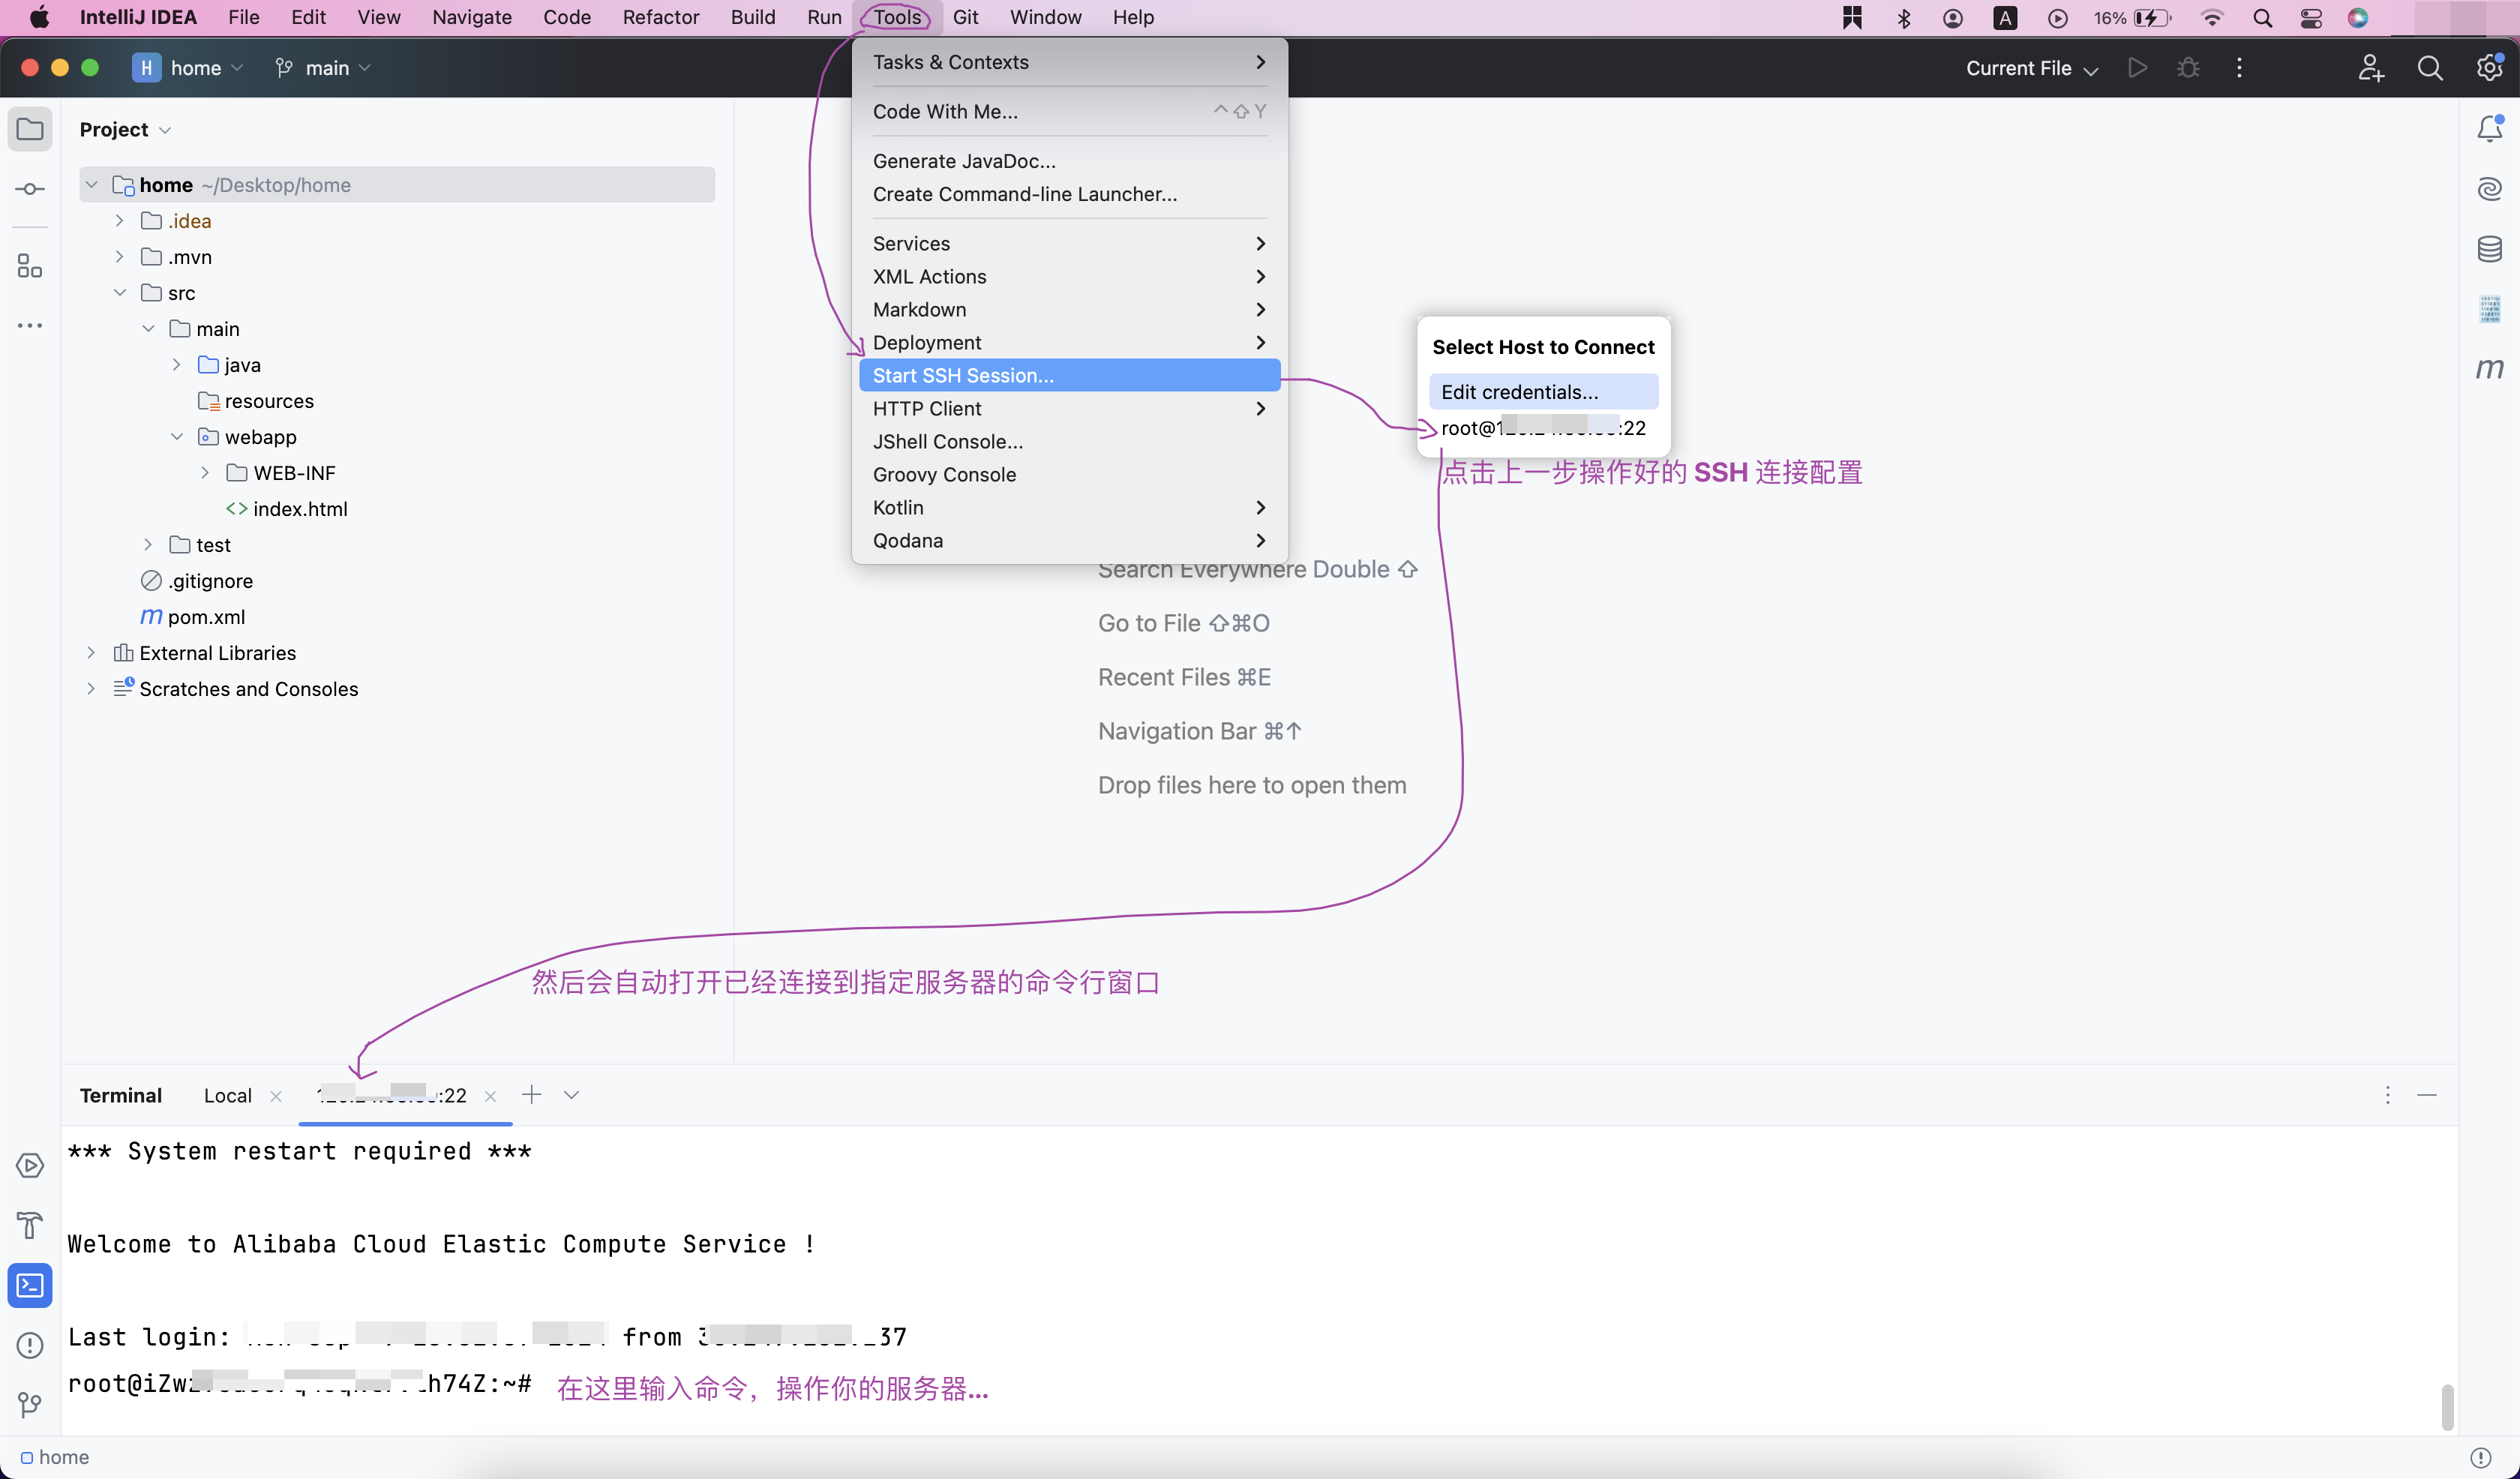 IntelliJ IDEA File Edit View Navigate Code Refactor Build Run Tools Git Window Help A 16%
H home main Current File
Project
home ~/Desktop/home
.idea
.mvn
src
main
java
resources
webapp
WEB-INF
index.html
test
.gitignore
m pom.xml
External Libraries
Scratches and Consoles
Tasks & Contexts
Code With Me... ^⇧Y
Generate JavaDoc...
Create Command-line Launcher...
Services
XML Actions
Markdown
Deployment
Start SSH Session...
HTTP Client
JShell Console...
Groovy Console
Kotlin
Qodana
Select Host to Connect
Edit credentials...
root@ :22
点击上一步操作好的 SSH 连接配置
m
Search Everywhere Double ⇧
Go to File ⇧⌘O
Recent Files ⌘E
Navigation Bar ⌘↑
Drop files here to open them
然后会自动打开已经连接到指定服务器的命令行窗口
Terminal Local :22
*** System restart required ***
Welcome to Alibaba Cloud Elastic Compute Service !
Last login: from 37
root@iZwz h74Z:~# 在这里输入命令，操作你的服务器...
home